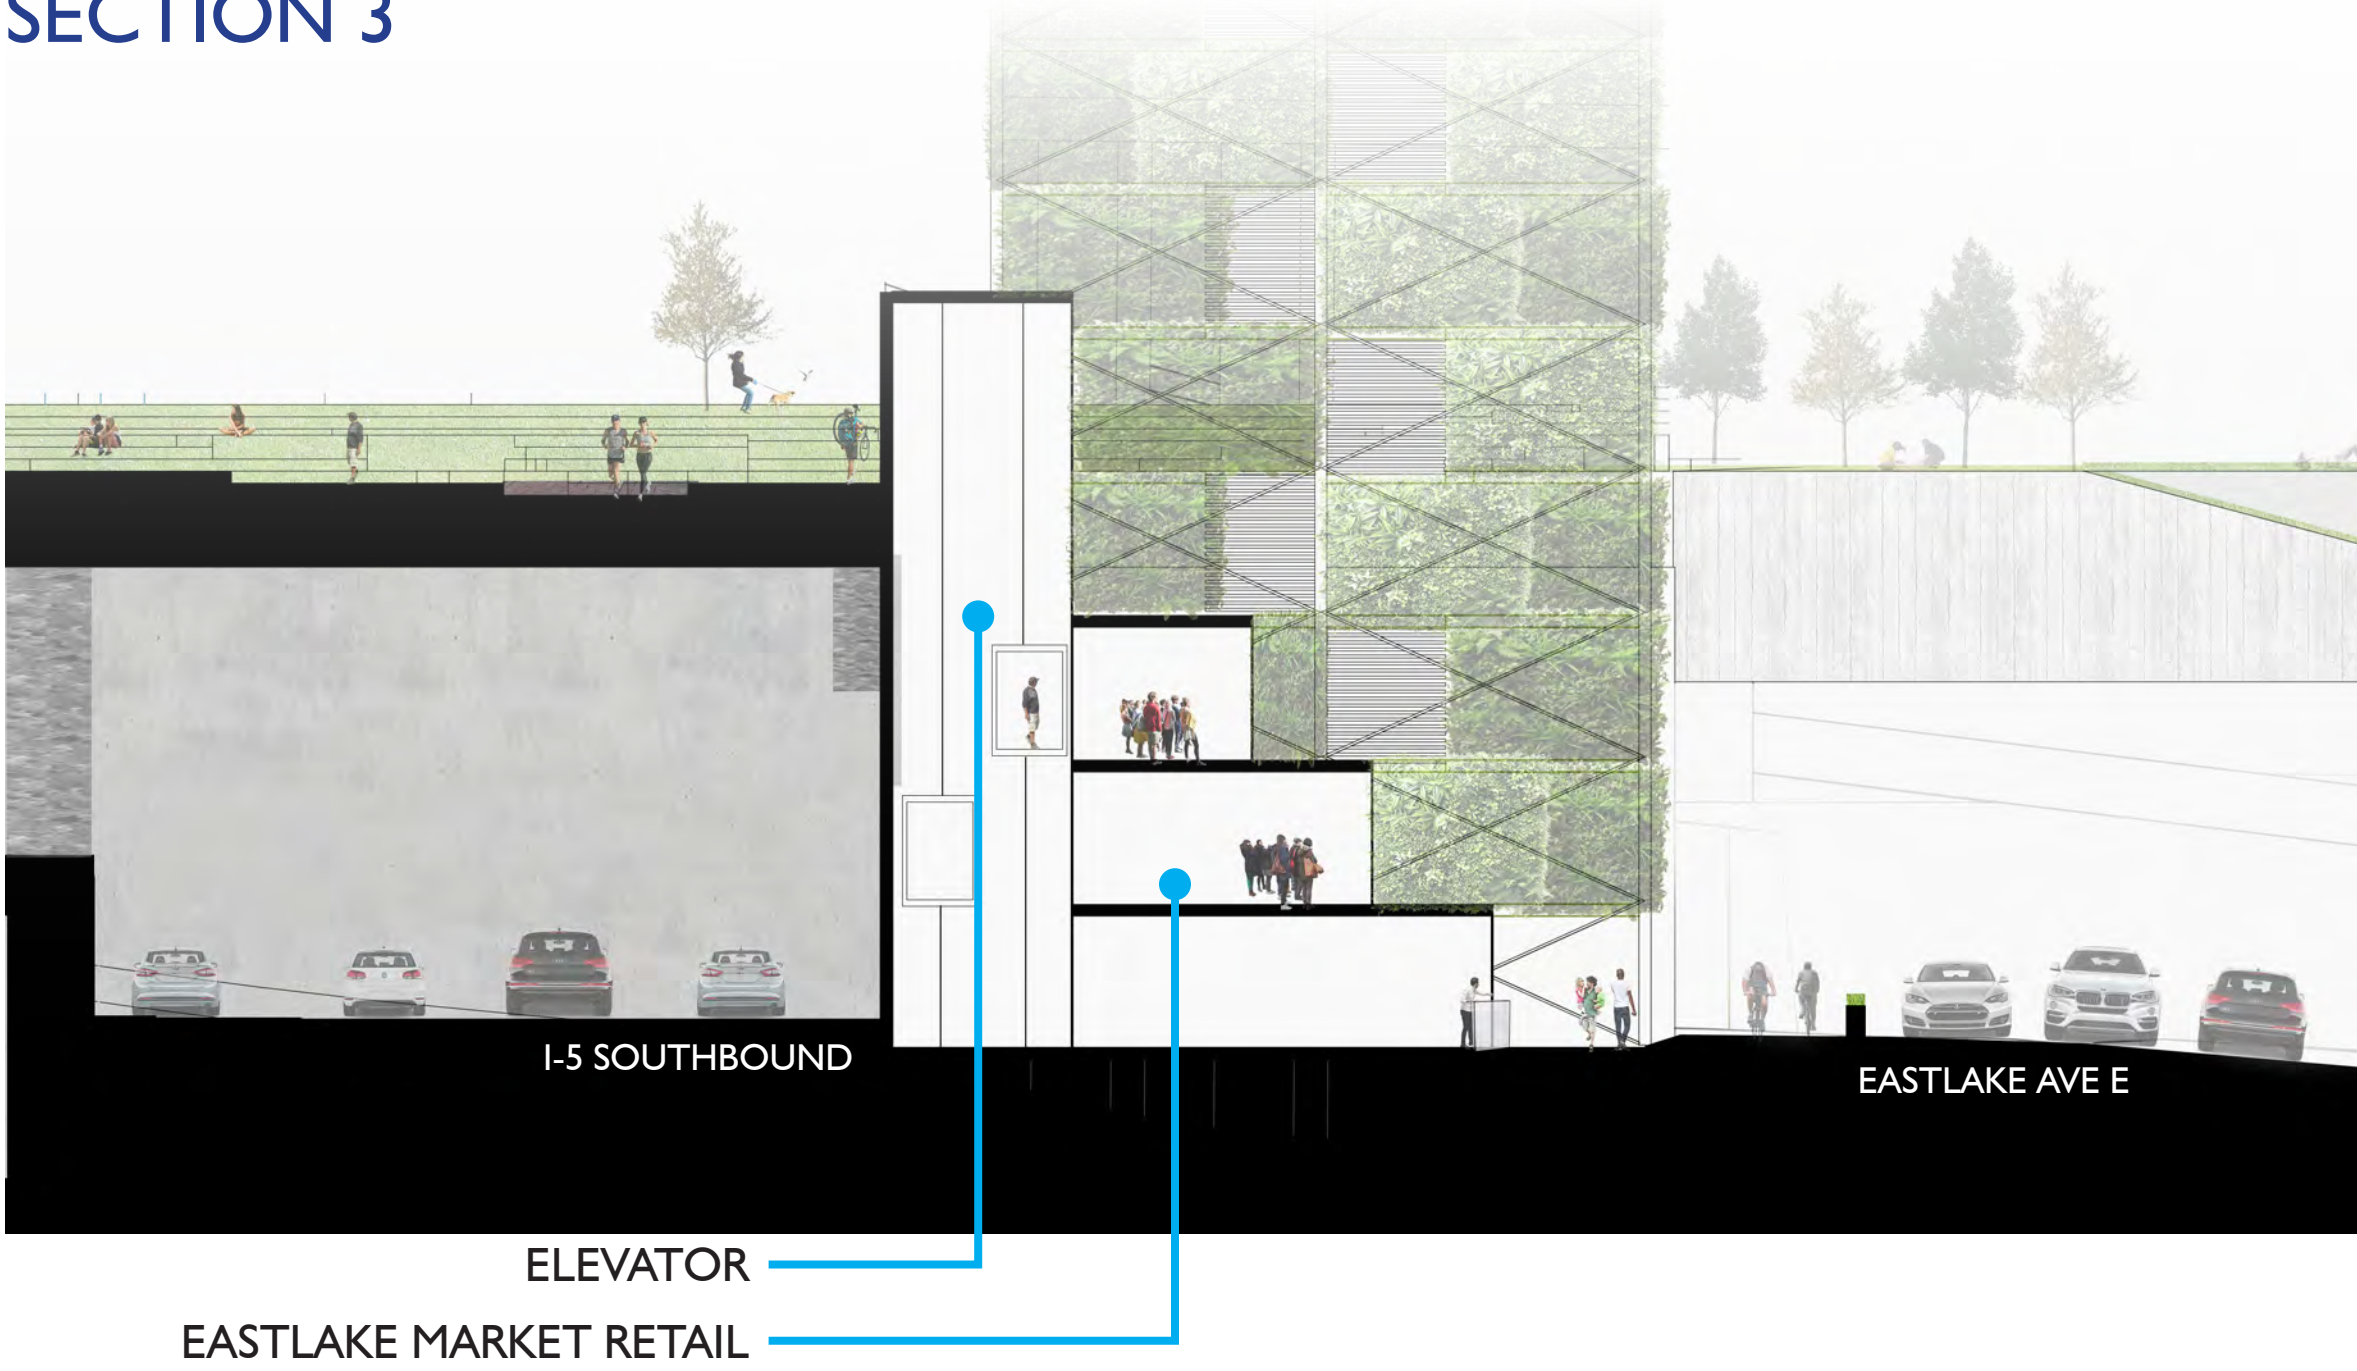 SECTION 3
I-5 SOUTHBOUND
EASTLAKE AVE E
ELEVATOR
EASTLAKE MARKET RETAIL